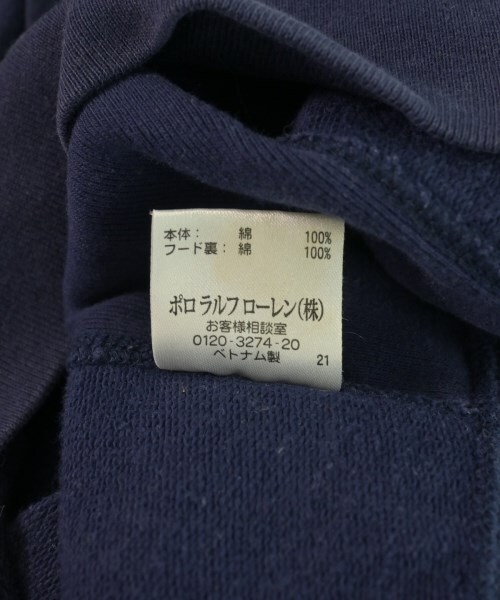 本体： 綿 100%
フード裏： 綿 100%
ポロ ラルフ ローレン(株)
お客様相談室
0120-3274-20
ベトナム製 21